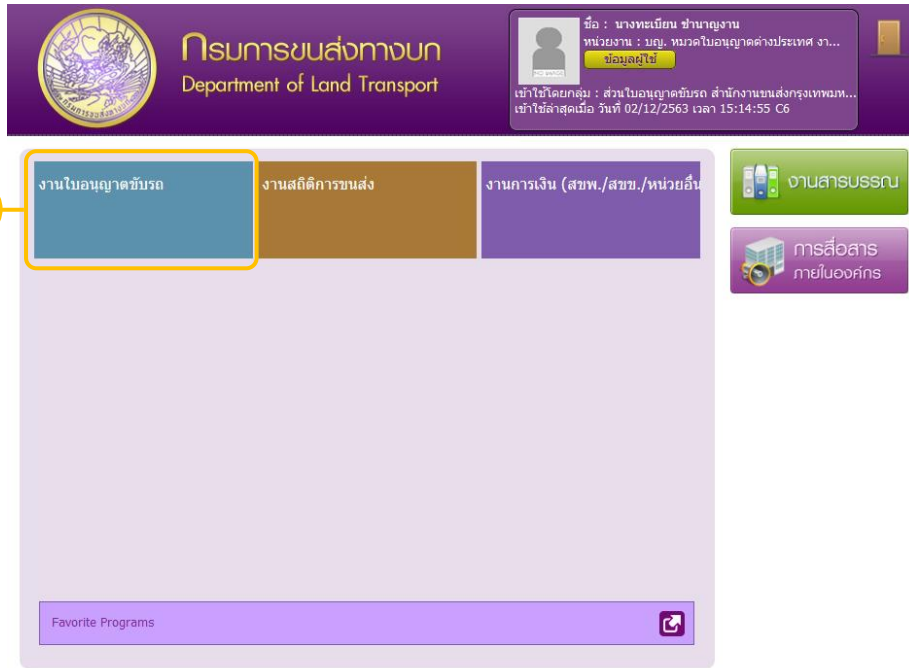 กรมการขนส่งทางบก
Department of Land Transport
ชื่อ : นางทะเบียน ชำนาญงาน
หน่วยงาน : บญ. หมวดใบอนุญาตต่างประเทศ งา...
ข้อมูลผู้ใช้
NO IMAGE
เข้าใช้โดยกลุ่ม : ส่วนใบอนุญาตขับรถ สำนักงานขนส่งกรุงเทพมห...
เข้าใช้ล่าสุดเมื่อ วันที่ 02/12/2563 เวลา 15:14:55 C6
งานใบอนุญาตขับรถ
งานสถิติการขนส่ง
งานการเงิน (สขพ./สขข./หน่วยอื่น
งานสารบรรณ
การสื่อสาร
ภายในองค์กร
Favorite Programs